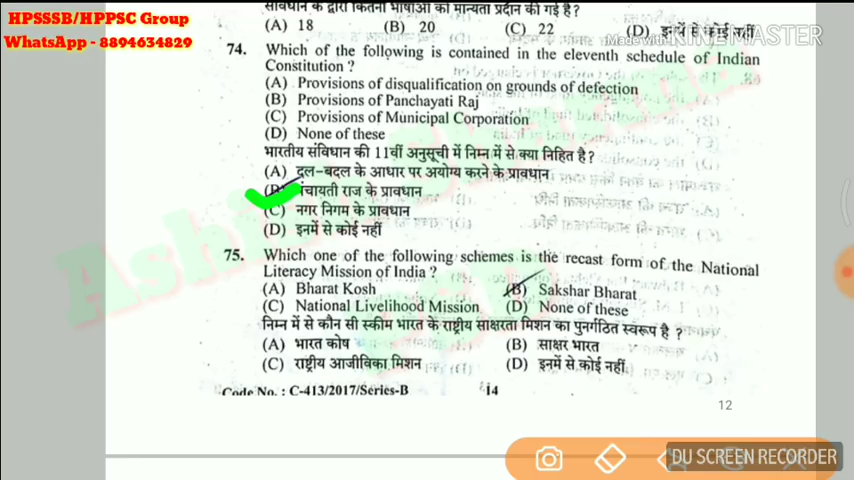 HPSSSB/HPPSC Group
WhatsApp - 8894634829
Made With KINEMASTER
संविधान के द्वारा कितनी भाषाओं को मान्यता प्रदान की गई है?
(A) 18 (B) 20 (C) 22 (D) इनमें से कोई नहीं
74. Which of the following is contained in the eleventh schedule of Indian
Constitution ?
(A) Provisions of disqualification on grounds of defection
(B) Provisions of Panchayati Raj
(C) Provisions of Municipal Corporation
(D) None of these
भारतीय संविधान की 11वीं अनुसूची में निम्न में से क्या निहित है?
(A) दल-बदल के आधार पर अयोग्य करने के प्रावधान
(B) पंचायती राज के प्रावधान
(C) नगर निगम के प्रावधान
(D) इनमें से कोई नहीं
75. Which one of the following schemes is the recast form of the National
Literacy Mission of India ?
(A) Bharat Kosh (B) Sakshar Bharat
(C) National Livelihood Mission (D) None of these
निम्न में से कौन सी स्कीम भारत के राष्ट्रीय साक्षरता मिशन का पुनर्गठित स्वरूप है ?
(A) भारत कोष (B) साक्षर भारत
(C) राष्ट्रीय आजीविका मिशन (D) इनमें से कोई नहीं
Code No. : C-413/2017/Series-B 14
12
DU SCREEN RECORDER